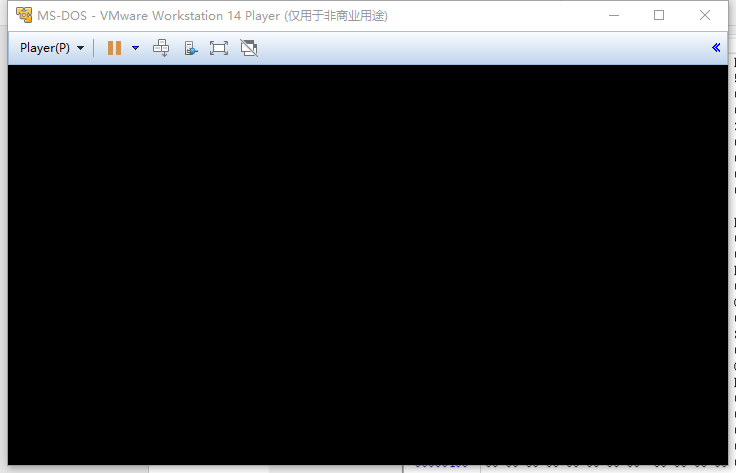 MS-DOS - VMware Workstation 14 Player (仅用于非商业用途)
Player(P)